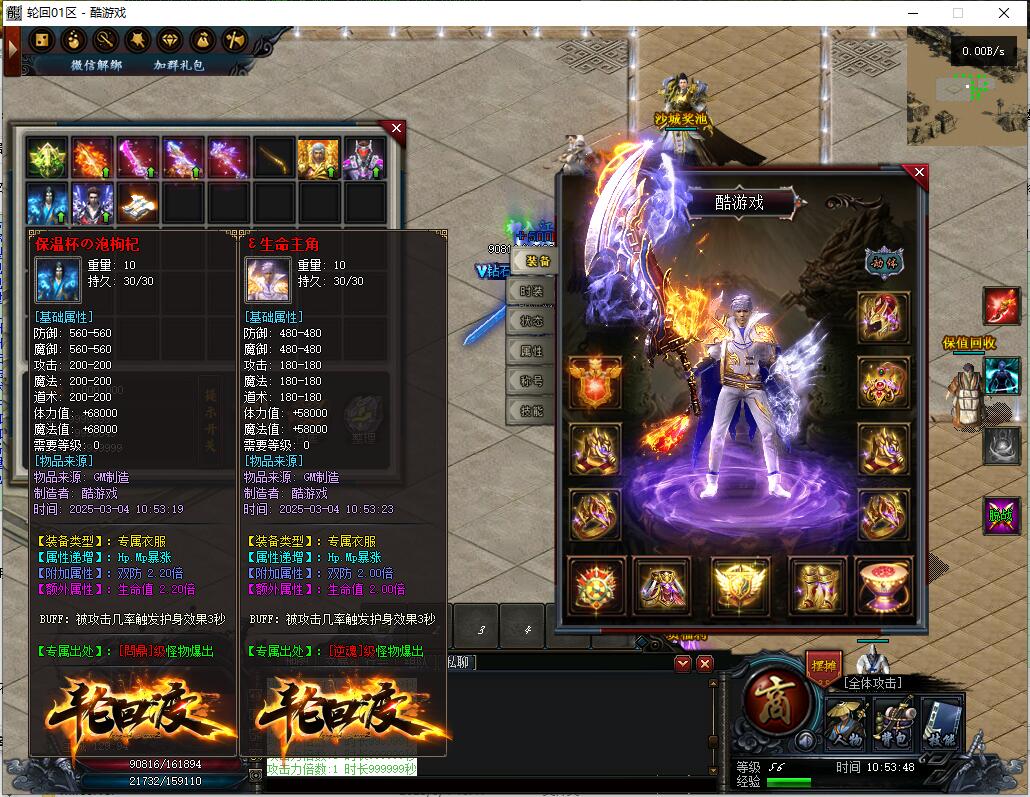 轮回01区 - 酷游戏
微信解绑 加群礼包
0.00B/s
沙城奖池
酷游戏
装备
时装
状态
属性
称号
技能
劫体
钻石
保值回收
脱战
保温杯の泡枸杞
重量: 10
持久: 30/30
[基础属性]
防御: 560-560
魔御: 560-560
攻击: 200-200
魔法: 200-200
道术: 200-200
体力值: +68000
魔法值: +68000
需要等级: 0
[物品来源]
物品来源: GM制造
制造者: 酷游戏
时间: 2025-03-04 10:53:19
【装备类型】: 专属衣服
【属性递增】: Hp.Mp暴涨
【附加属性】: 双防 2.20倍
【额外属性】: 生命值 2.20倍
BUFF: 被攻击几率触发护身效果3秒
【专属出处】: [問鼎]级怪物爆出
轮回渡
ε生命主角
重量: 10
持久: 30/30
[基础属性]
防御: 480-480
魔御: 480-480
攻击: 180-180
魔法: 180-180
道术: 180-180
体力值: +58000
魔法值: +58000
需要等级: 0
[物品来源]
物品来源: GM制造
制造者: 酷游戏
时间: 2025-03-04 10:53:23
【装备类型】: 专属衣服
【属性递增】: Hp.Mp暴涨
【附加属性】: 双防 2.00倍
【额外属性】: 生命值 2.00倍
BUFF: 被攻击几率触发护身效果3秒
【专属出处】: [逆魂]级怪物爆出
轮回渡
3 4
私聊]
攻击力倍数:1 时长999999秒
90816/161894
21732/159110
商
摆摊
[全体攻击]
人物 背包 技能
等级 56
时间 10:53:48
经验